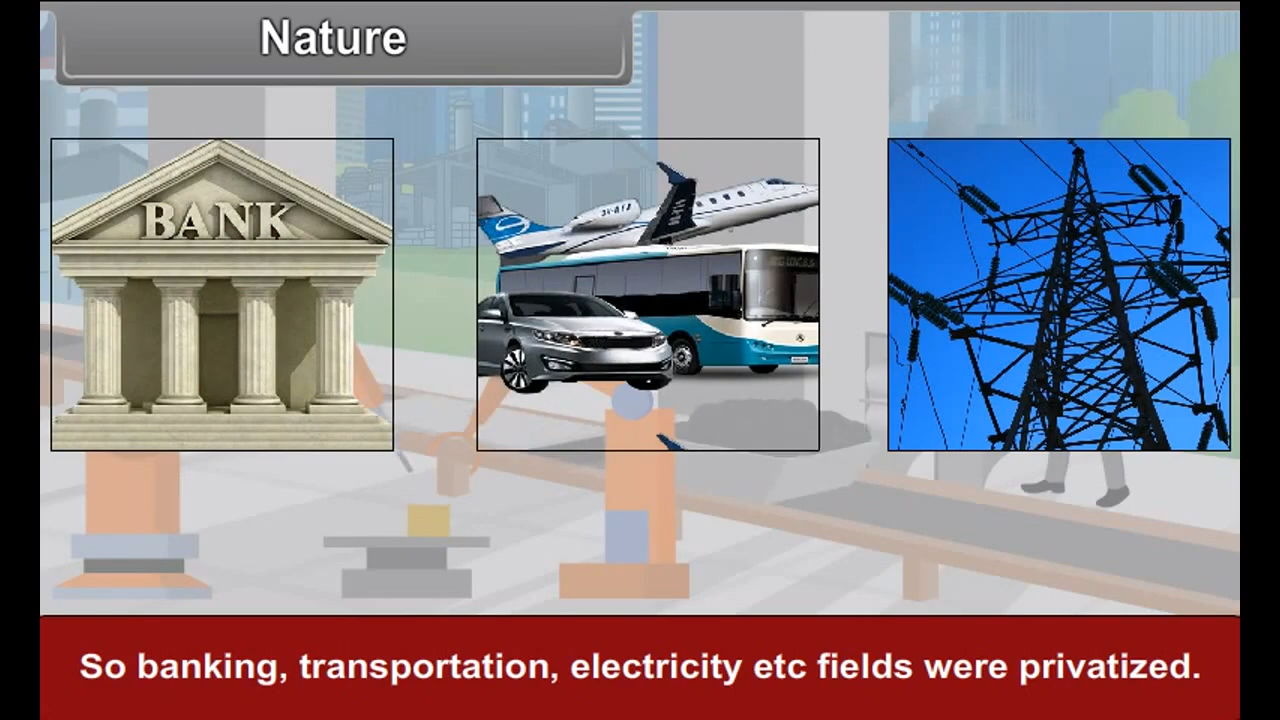 Nature
BANK
So banking, transportation, electricity etc fields were privatized.